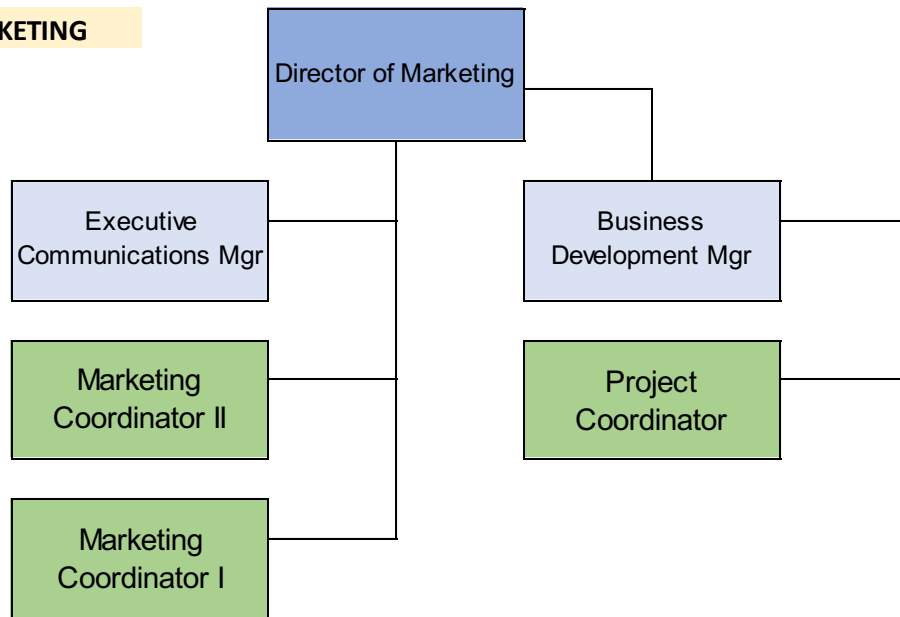 KETING
Director of Marketing
Executive
Communications Mgr
Business
Development Mgr
Marketing
Coordinator II
Project
Coordinator
Marketing
Coordinator I